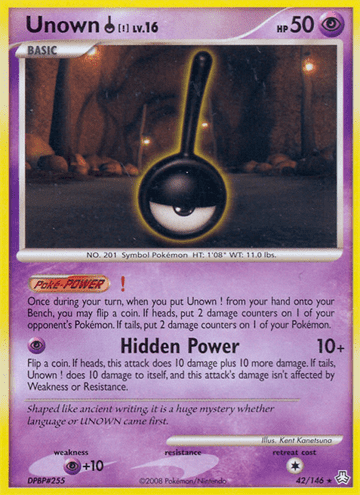 Unown [!] LV.16 HP 50
BASIC
NO. 201 Symbol Pokémon HT: 1'08" WT: 11.0 lbs.
Poké-POWER !
Once during your turn, when you put Unown ! from your hand onto your
Bench, you may flip a coin. If heads, put 2 damage counters on 1 of your
opponent's Pokémon. If tails, put 2 damage counters on 1 of your Pokémon.
Hidden Power 10+
Flip a coin. If heads, this attack does 10 damage plus 10 more damage. If tails,
Unown ! does 10 damage to itself, and this attack's damage isn't affected by
Weakness or Resistance.
Shaped like ancient writing, it is a huge mystery whether
language or UNOWN came first.
Illus. Kent Kanetsuna
weakness resistance retreat cost
+10
DPBP#255 ©2008 Pokémon/Nintendo 42/146 ★